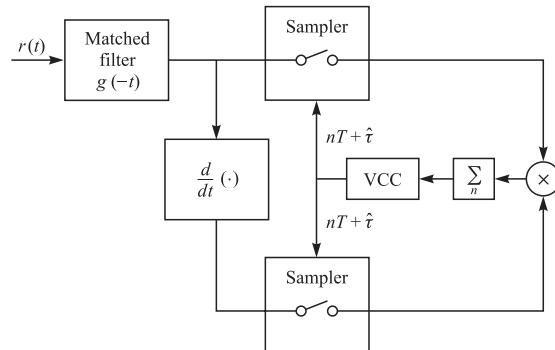 r(t)
Matched
filter
g(−t)
Sampler
nT + τ̂
d/dt (·)
VCC
∑
n
×
nT + τ̂
Sampler